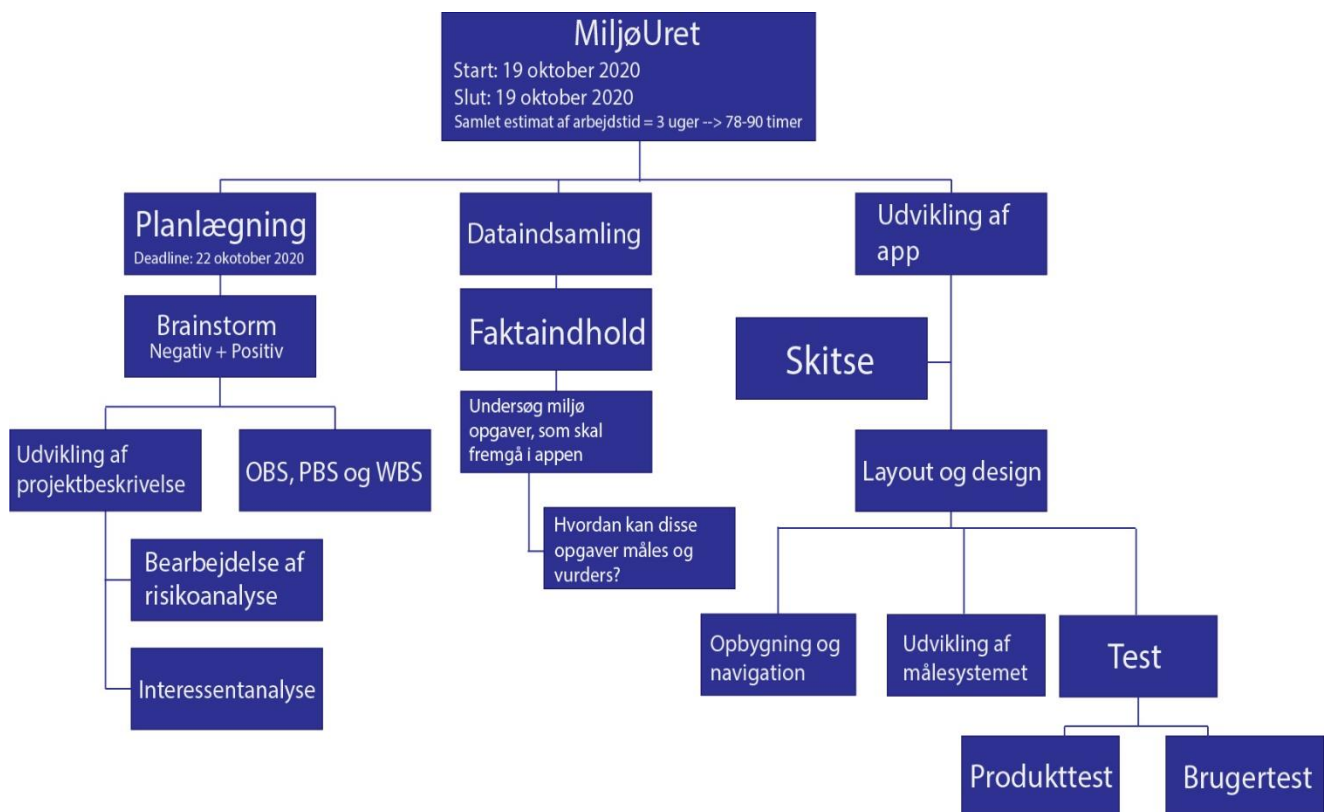 MiljøUret
Start: 19 oktober 2020
Slut: 19 oktober 2020
Samlet estimat af arbejdstid = 3 uger --> 78-90 timer
Planlægning
Deadline: 22 okotober 2020
Brainstorm
Negativ + Positiv
Udvikling af
projektbeskrivelse
OBS, PBS og WBS
Bearbejdelse af
risikoanalyse
Interessentanalyse
Dataindsamling
Faktaindhold
Undersøg miljø
opgaver, som skal
fremgå i appen
Hvordan kan disse
opgaver måles og
vurders?
Udvikling af
app
Skitse
Layout og design
Opbygning og
navigation
Udvikling af
målesystemet
Test
Produkttest
Brugertest